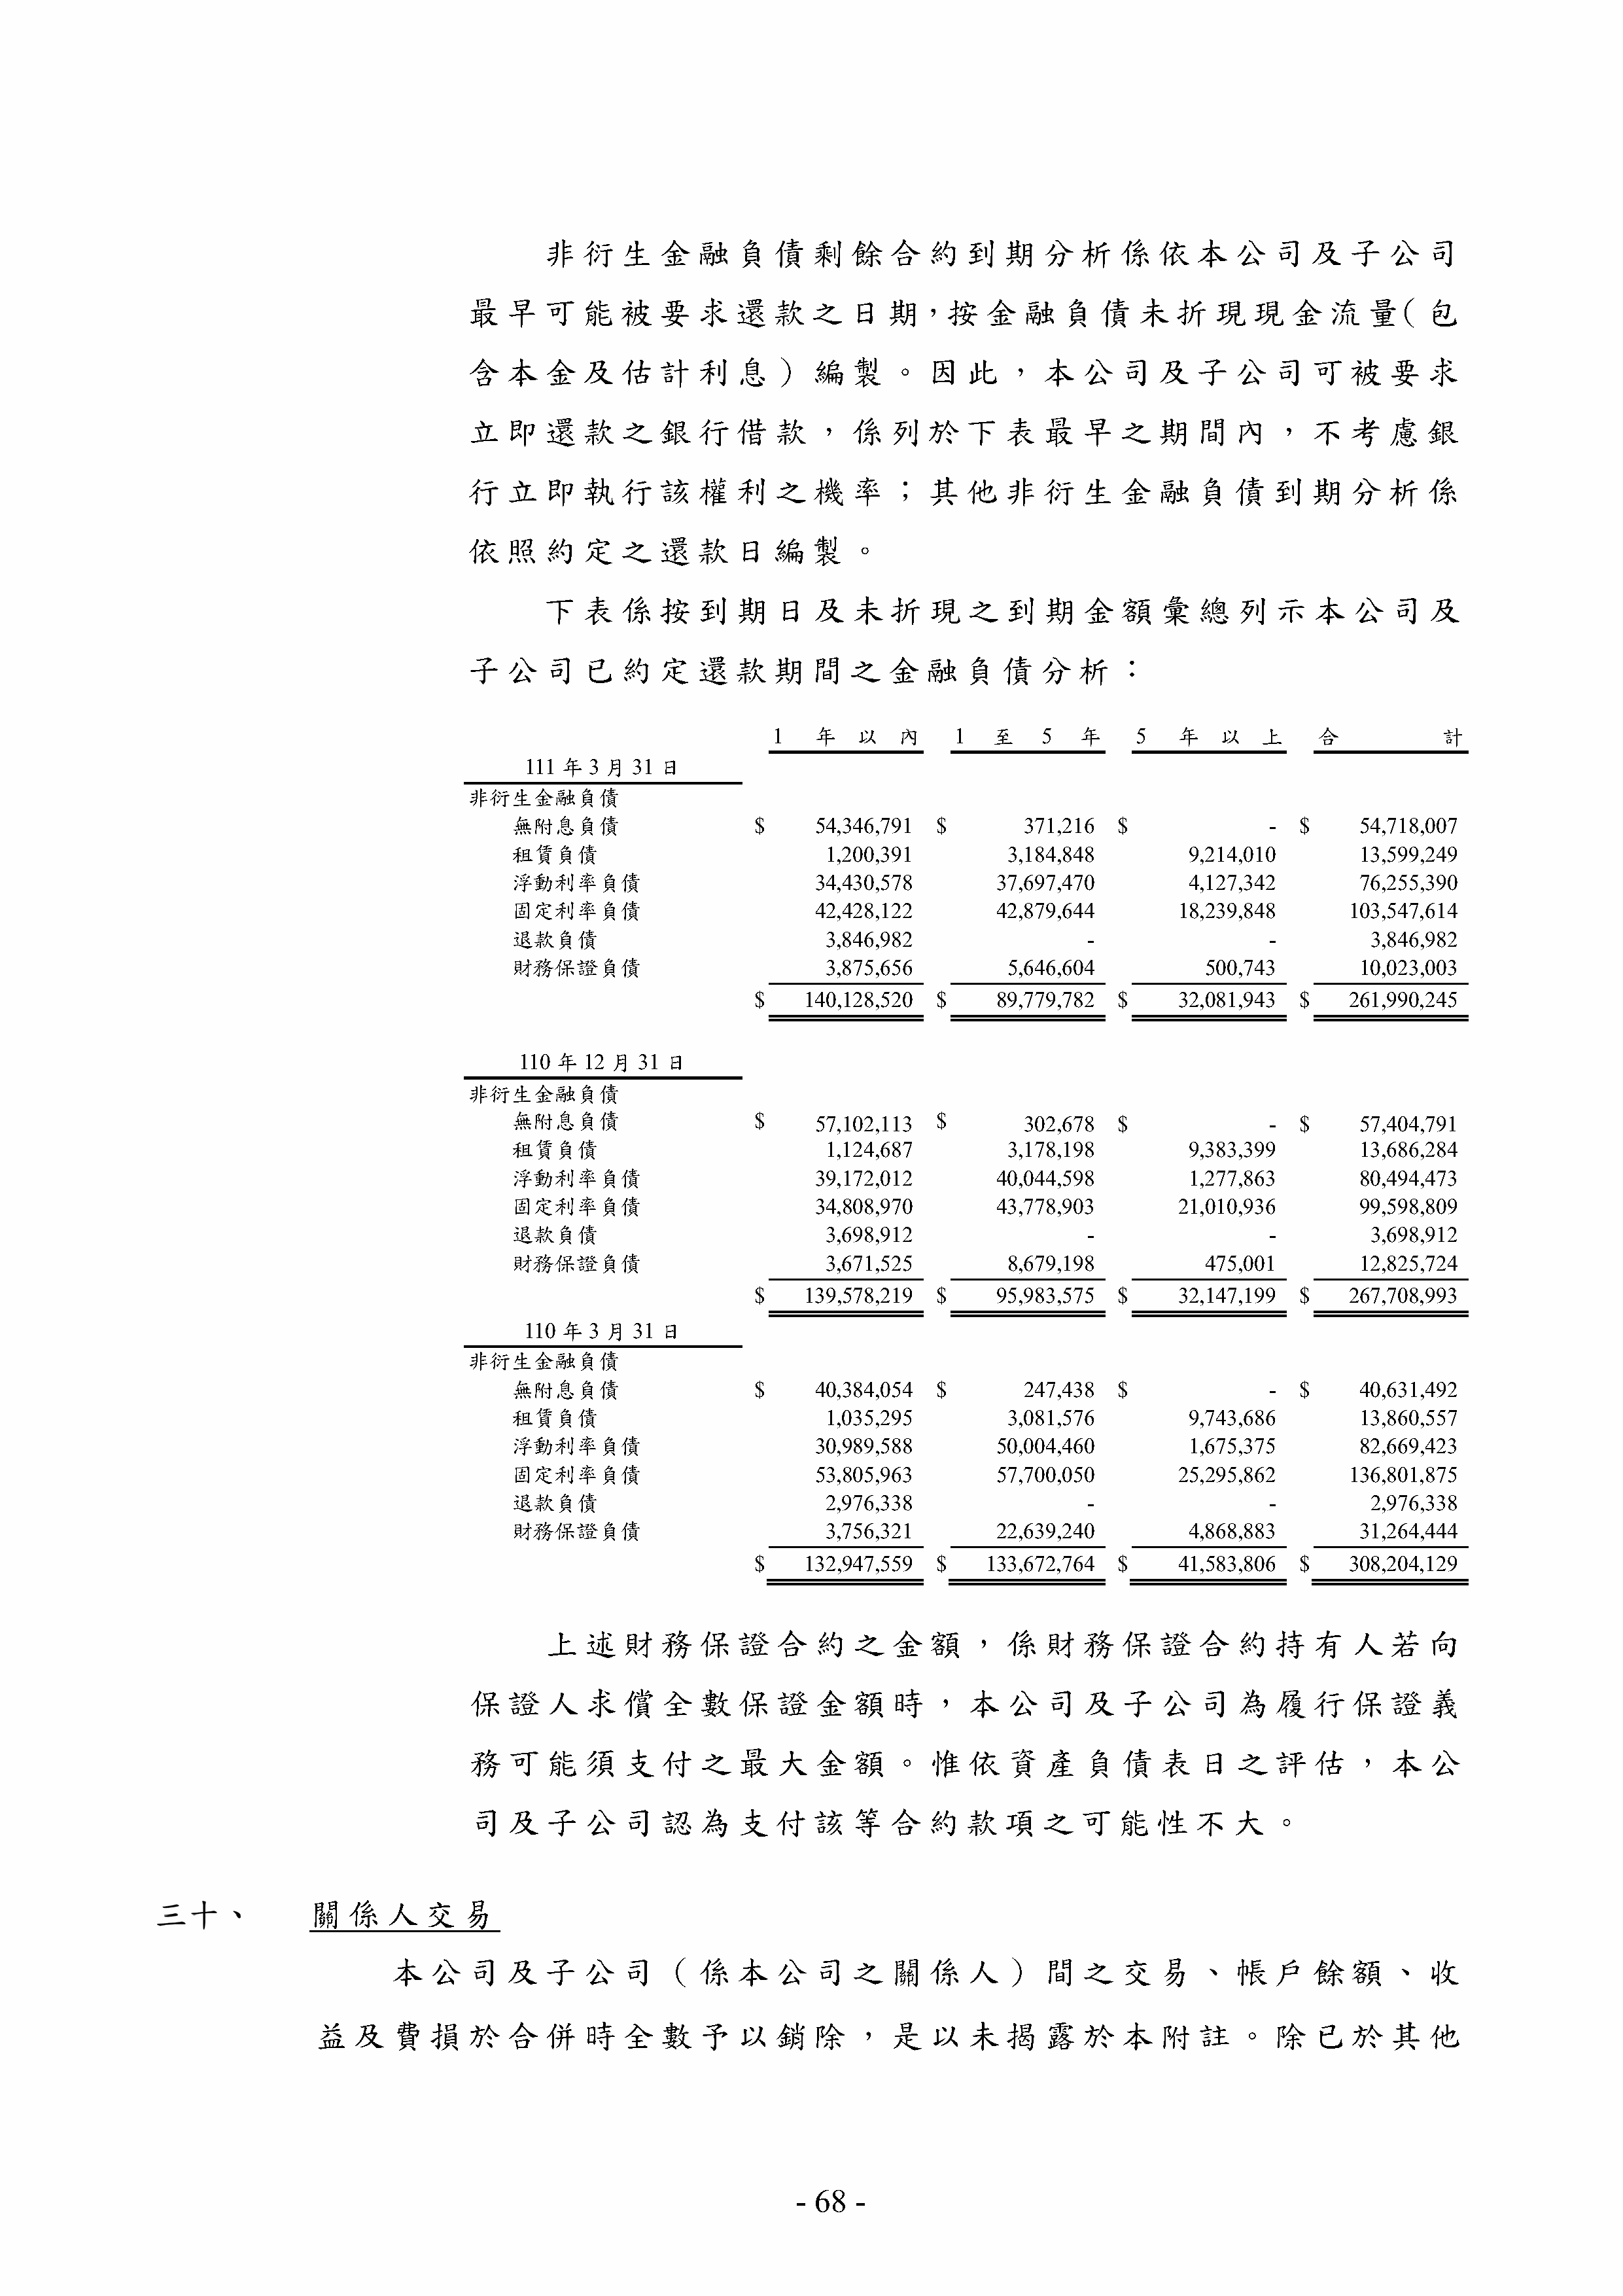 非衍生金融負債剩餘合約到期分析係依本公司及子公司
最早可能被要求還款之日期，按金融負債未折現現金流量（包
含本金及估計利息）編製。因此，本公司及子公司可被要求
立即還款之銀行借款，係列於下表最早之期間內，不考慮銀
行立即執行該權利之機率；其他非衍生金融負債到期分析係
依照約定之還款日編製。
下表係按到期日及未折現之到期金額彙總列示本公司及
子公司已約定還款期間之金融負債分析：
1 年 以 內 1 至 5 年 5 年 以 上 合 計
111 年 3 月 31 日
非衍生金融負債
無附息負債 $ 54,346,791 $ 371,216 $ - $ 54,718,007
租賃負債 1,200,391 3,184,848 9,214,010 13,599,249
浮動利率負債 34,430,578 37,697,470 4,127,342 76,255,390
固定利率負債 42,428,122 42,879,644 18,239,848 103,547,614
退款負債 3,846,982 - - 3,846,982
財務保證負債 3,875,656 5,646,604 500,743 10,023,003
$ 140,128,520 $ 89,779,782 $ 32,081,943 $ 261,990,245
110 年 12 月 31 日
非衍生金融負債
無附息負債 $ 57,102,113 $ 302,678 $ - $ 57,404,791
租賃負債 1,124,687 3,178,198 9,383,399 13,686,284
浮動利率負債 39,172,012 40,044,598 1,277,863 80,494,473
固定利率負債 34,808,970 43,778,903 21,010,936 99,598,809
退款負債 3,698,912 - - 3,698,912
財務保證負債 3,671,525 8,679,198 475,001 12,825,724
$ 139,578,219 $ 95,983,575 $ 32,147,199 $ 267,708,993
110 年 3 月 31 日
非衍生金融負債
無附息負債 $ 40,384,054 $ 247,438 $ - $ 40,631,492
租賃負債 1,035,295 3,081,576 9,743,686 13,860,557
浮動利率負債 30,989,588 50,004,460 1,675,375 82,669,423
固定利率負債 53,805,963 57,700,050 25,295,862 136,801,875
退款負債 2,976,338 - - 2,976,338
財務保證負債 3,756,321 22,639,240 4,868,883 31,264,444
$ 132,947,559 $ 133,672,764 $ 41,583,806 $ 308,204,129
上述財務保證合約之金額，係財務保證合約持有人若向
保證人求償全數保證金額時，本公司及子公司為履行保證義
務可能須支付之最大金額。惟依資產負債表日之評估，本公
司及子公司認為支付該等合約款項之可能性不大。
三十、 關係人交易
本公司及子公司（係本公司之關係人）間之交易、帳戶餘額、收
益及費損於合併時全數予以銷除，是以未揭露於本附註。除已於其他
- 68 -